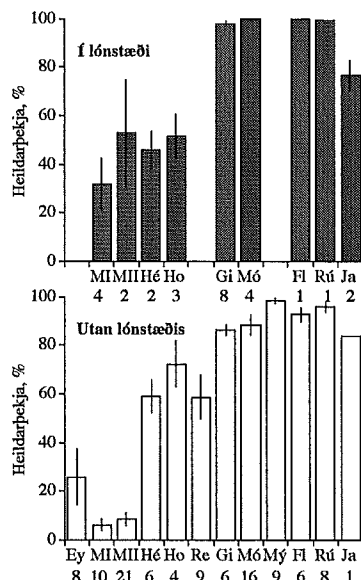 Heildarþekja, %
100
80
60
40
20
0
Í lónstæði
MI MII Hé Ho Gi Mó Fl Rú Ja
4 2 2 3 8 4 1 1 2
Heildarþekja, %
100
80
60
40
20
0
Utan lónstæðis
Ey MI MII Hé Ho Re Gi Mó Mý Fl Rú Ja
8 10 21 6 4 9 6 16 9 6 8 1